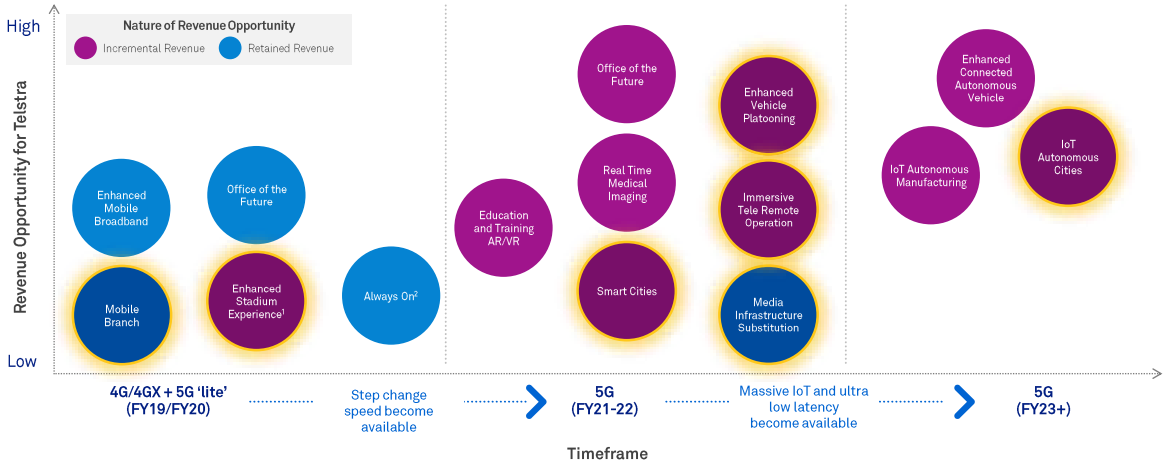 High
Nature of Revenue Opportunity
Incremental Revenue
Retained Revenue
Revenue Opportunity for Telstra
Low
Enhanced
Mobile
Broadband
Office of the
Future
Mobile
Branch
Enhanced
Stadium
Experience¹
Always On²
Education
and Training
AR/VR
Office of the
Future
Real Time
Medical
Imaging
Smart Cities
Enhanced
Vehicle
Platooning
Immersive
Tele Remote
Operation
Media
Infrastructure
Substitution
Enhanced
Connected
Autonomous
Vehicle
IoT Autonomous
Manufacturing
IoT
Autonomous
Cities
4G/4GX + 5G ‘lite’
(FY19/FY20)
Step change
speed become
available
5G
(FY21-22)
Massive IoT and ultra
low latency
become available
5G
(FY23+)
Timeframe